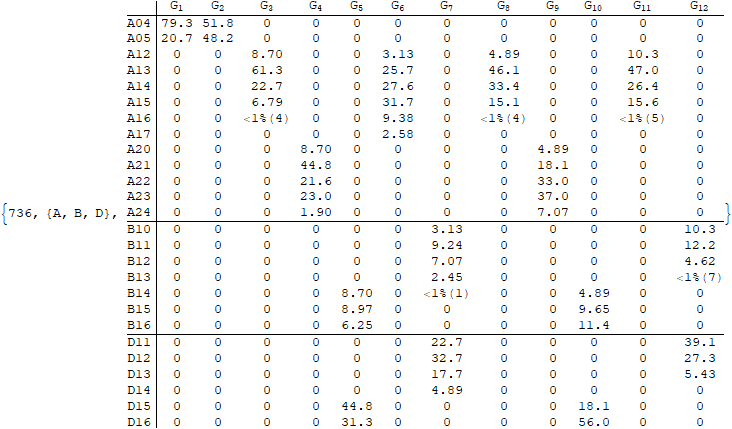 G1 G2 G3 G4 G5 G6 G7 G8 G9 G10 G11 G12
A04 79.3 51.8 0 0 0 0 0 0 0 0 0 0
A05 20.7 48.2 0 0 0 0 0 0 0 0 0 0
A12 0 0 8.70 0 0 3.13 0 4.89 0 0 10.3 0
A13 0 0 61.3 0 0 25.7 0 46.1 0 0 47.0 0
A14 0 0 22.7 0 0 27.6 0 33.4 0 0 26.4 0
A15 0 0 6.79 0 0 31.7 0 15.1 0 0 15.6 0
A16 0 0 <1%(4) 0 0 9.38 0 <1%(4) 0 0 <1%(5) 0
A17 0 0 0 0 0 2.58 0 0 0 0 0 0
A20 0 0 0 8.70 0 0 0 0 4.89 0 0 0
A21 0 0 0 44.8 0 0 0 0 18.1 0 0 0
A22 0 0 0 21.6 0 0 0 0 33.0 0 0 0
A23 0 0 0 23.0 0 0 0 0 37.0 0 0 0
{736, {A, B, D}, A24 0 0 0 1.90 0 0 0 0 7.07 0 0 0 }
B10 0 0 0 0 0 0 3.13 0 0 0 0 10.3
B11 0 0 0 0 0 0 9.24 0 0 0 0 12.2
B12 0 0 0 0 0 0 7.07 0 0 0 0 4.62
B13 0 0 0 0 0 0 2.45 0 0 0 0 <1%(7)
B14 0 0 0 0 8.70 0 <1%(1) 0 0 4.89 0 0
B15 0 0 0 0 8.97 0 0 0 0 9.65 0 0
B16 0 0 0 0 6.25 0 0 0 0 11.4 0 0
D11 0 0 0 0 0 0 22.7 0 0 0 0 39.1
D12 0 0 0 0 0 0 32.7 0 0 0 0 27.3
D13 0 0 0 0 0 0 17.7 0 0 0 0 5.43
D14 0 0 0 0 0 0 4.89 0 0 0 0 0
D15 0 0 0 0 44.8 0 0 0 0 18.1 0 0
D16 0 0 0 0 31.3 0 0 0 0 56.0 0 0